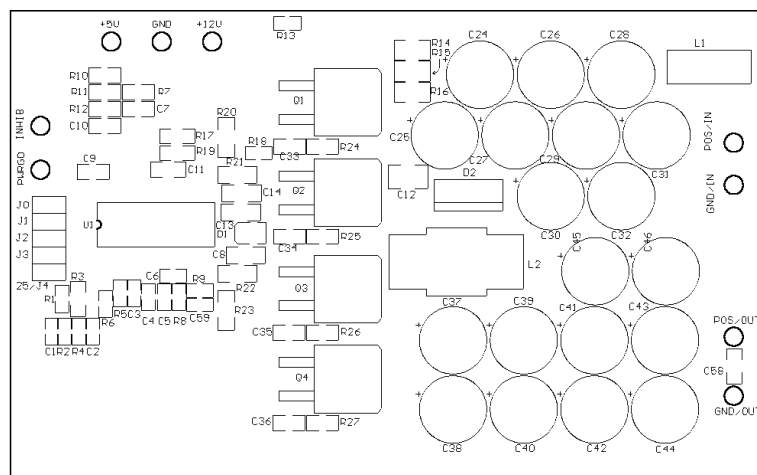 +5V GND +12V
R13
R14
R15
R16
C24 C26 C28
L1
R10
R11 R7
R12 C7
C10
INHIB
PWRGD
R20
R17
R19
R18
R21
C9
C11
Q1
C33 R24
C25
C27
C29
C31
POS/IN
GND/IN
C12
D2
C30 C32
J0
J1
J2
J3
25/J4
U1
C14
C13
D1
C8
R22
Q2
C34 R25
L2
C45
C46
R1
R3
R6
R5
C3
C4
C5
R8
C6
R9
C59
R23
C1
R2
R4
C2
Q3
C35 R26
C37 C39 C41 C43
POS/OUT
C58
GND/OUT
Q4
C36 R27
C38 C40 C42 C44